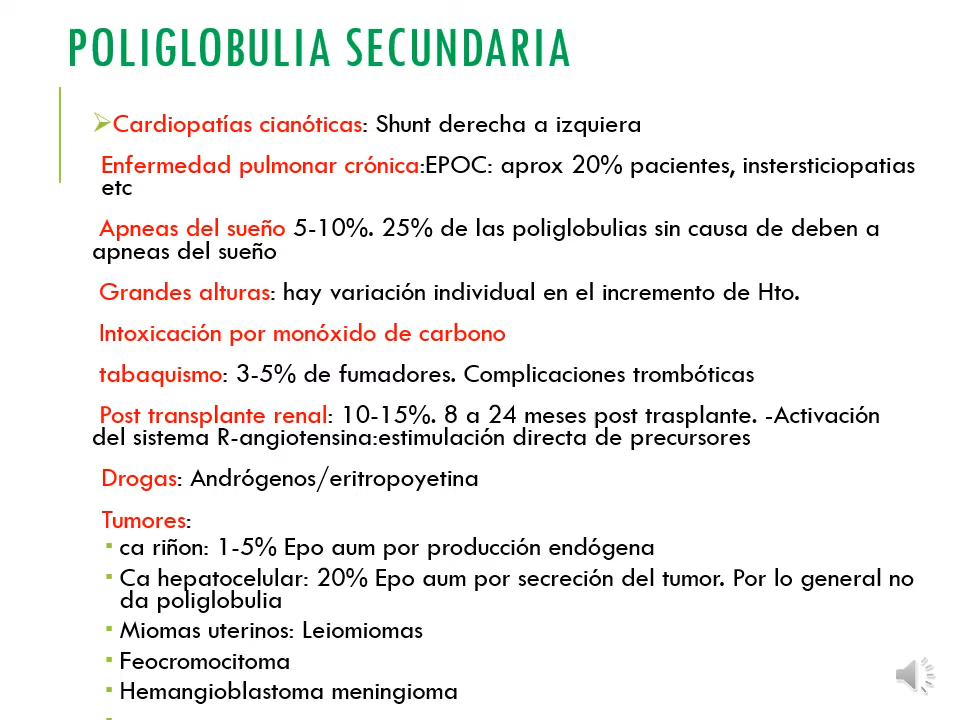 POLIGLOBULIA SECUNDARIA
Cardiopatías cianóticas: Shunt derecha a izquiera
Enfermedad pulmonar crónica:EPOC: aprox 20% pacientes, instersticiopatias
etc
Apneas del sueño 5-10%. 25% de las poliglobulias sin causa de deben a
apneas del sueño
Grandes alturas: hay variación individual en el incremento de Hto.
Intoxicación por monóxido de carbono
tabaquismo: 3-5% de fumadores. Complicaciones trombóticas
Post transplante renal: 10-15%. 8 a 24 meses post trasplante. -Activación
del sistema R-angiotensina:estimulación directa de precursores
Drogas: Andrógenos/eritropoyetina
Tumores:
ca riñon: 1-5% Epo aum por producción endógena
Ca hepatocelular: 20% Epo aum por secreción del tumor. Por lo general no
da poliglobulia
Miomas uterinos: Leiomiomas
Feocromocitoma
Hemangioblastoma meningioma